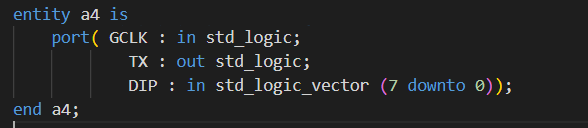 entity a4 is
port( GCLK : in std_logic;
TX : out std_logic;
DIP : in std_logic_vector (7 downto 0));
end a4;